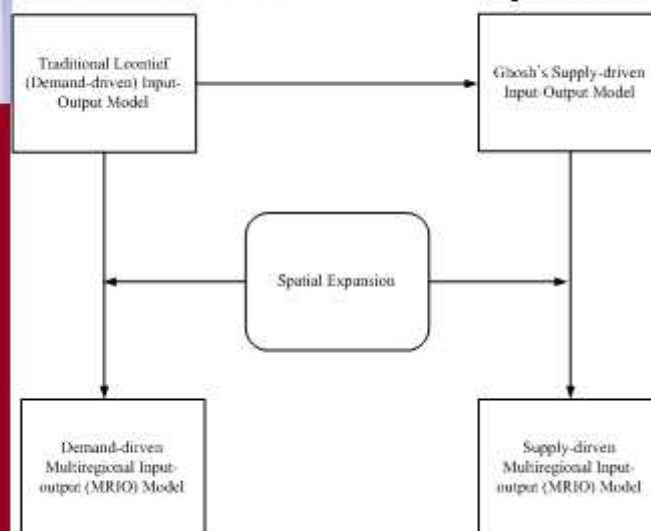 Traditional Leontief
(Demand-driven) Input-
Output Model
Ghosh's Supply-driven
Input-Output Model
Spatial Expansion
Demand-dirven
Multiregional Input-
output (MRIO) Model
Supply-dirven
Multiregional Input-
output (MRIO) Model